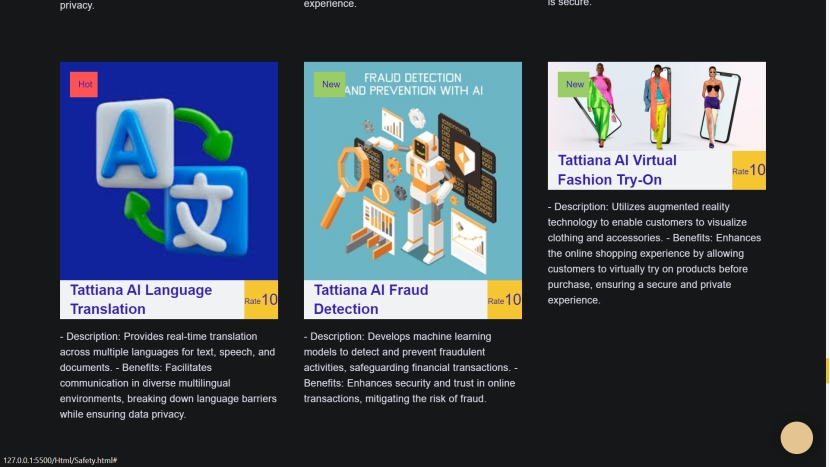 privacy.
experience.
is secure.
Hot
A
文
Tattiana AI Language
Translation
Rate10
- Description: Provides real-time translation
across multiple languages for text, speech, and
documents. - Benefits: Facilitates
communication in diverse multilingual
environments, breaking down language barriers
while ensuring data privacy.
New
FRAUD DETECTION
AND PREVENTION WITH AI
Tattiana AI Fraud
Detection
Rate10
- Description: Develops machine learning
models to detect and prevent fraudulent
activities, safeguarding financial transactions. -
Benefits: Enhances security and trust in online
transactions, mitigating the risk of fraud.
New
Tattiana AI Virtual
Fashion Try-On
Rate10
- Description: Utilizes augmented reality
technology to enable customers to visualize
clothing and accessories. - Benefits: Enhances
the online shopping experience by allowing
customers to virtually try on products before
purchase, ensuring a secure and private
experience.
127.0.0.1:5500/Html/Safety.html#